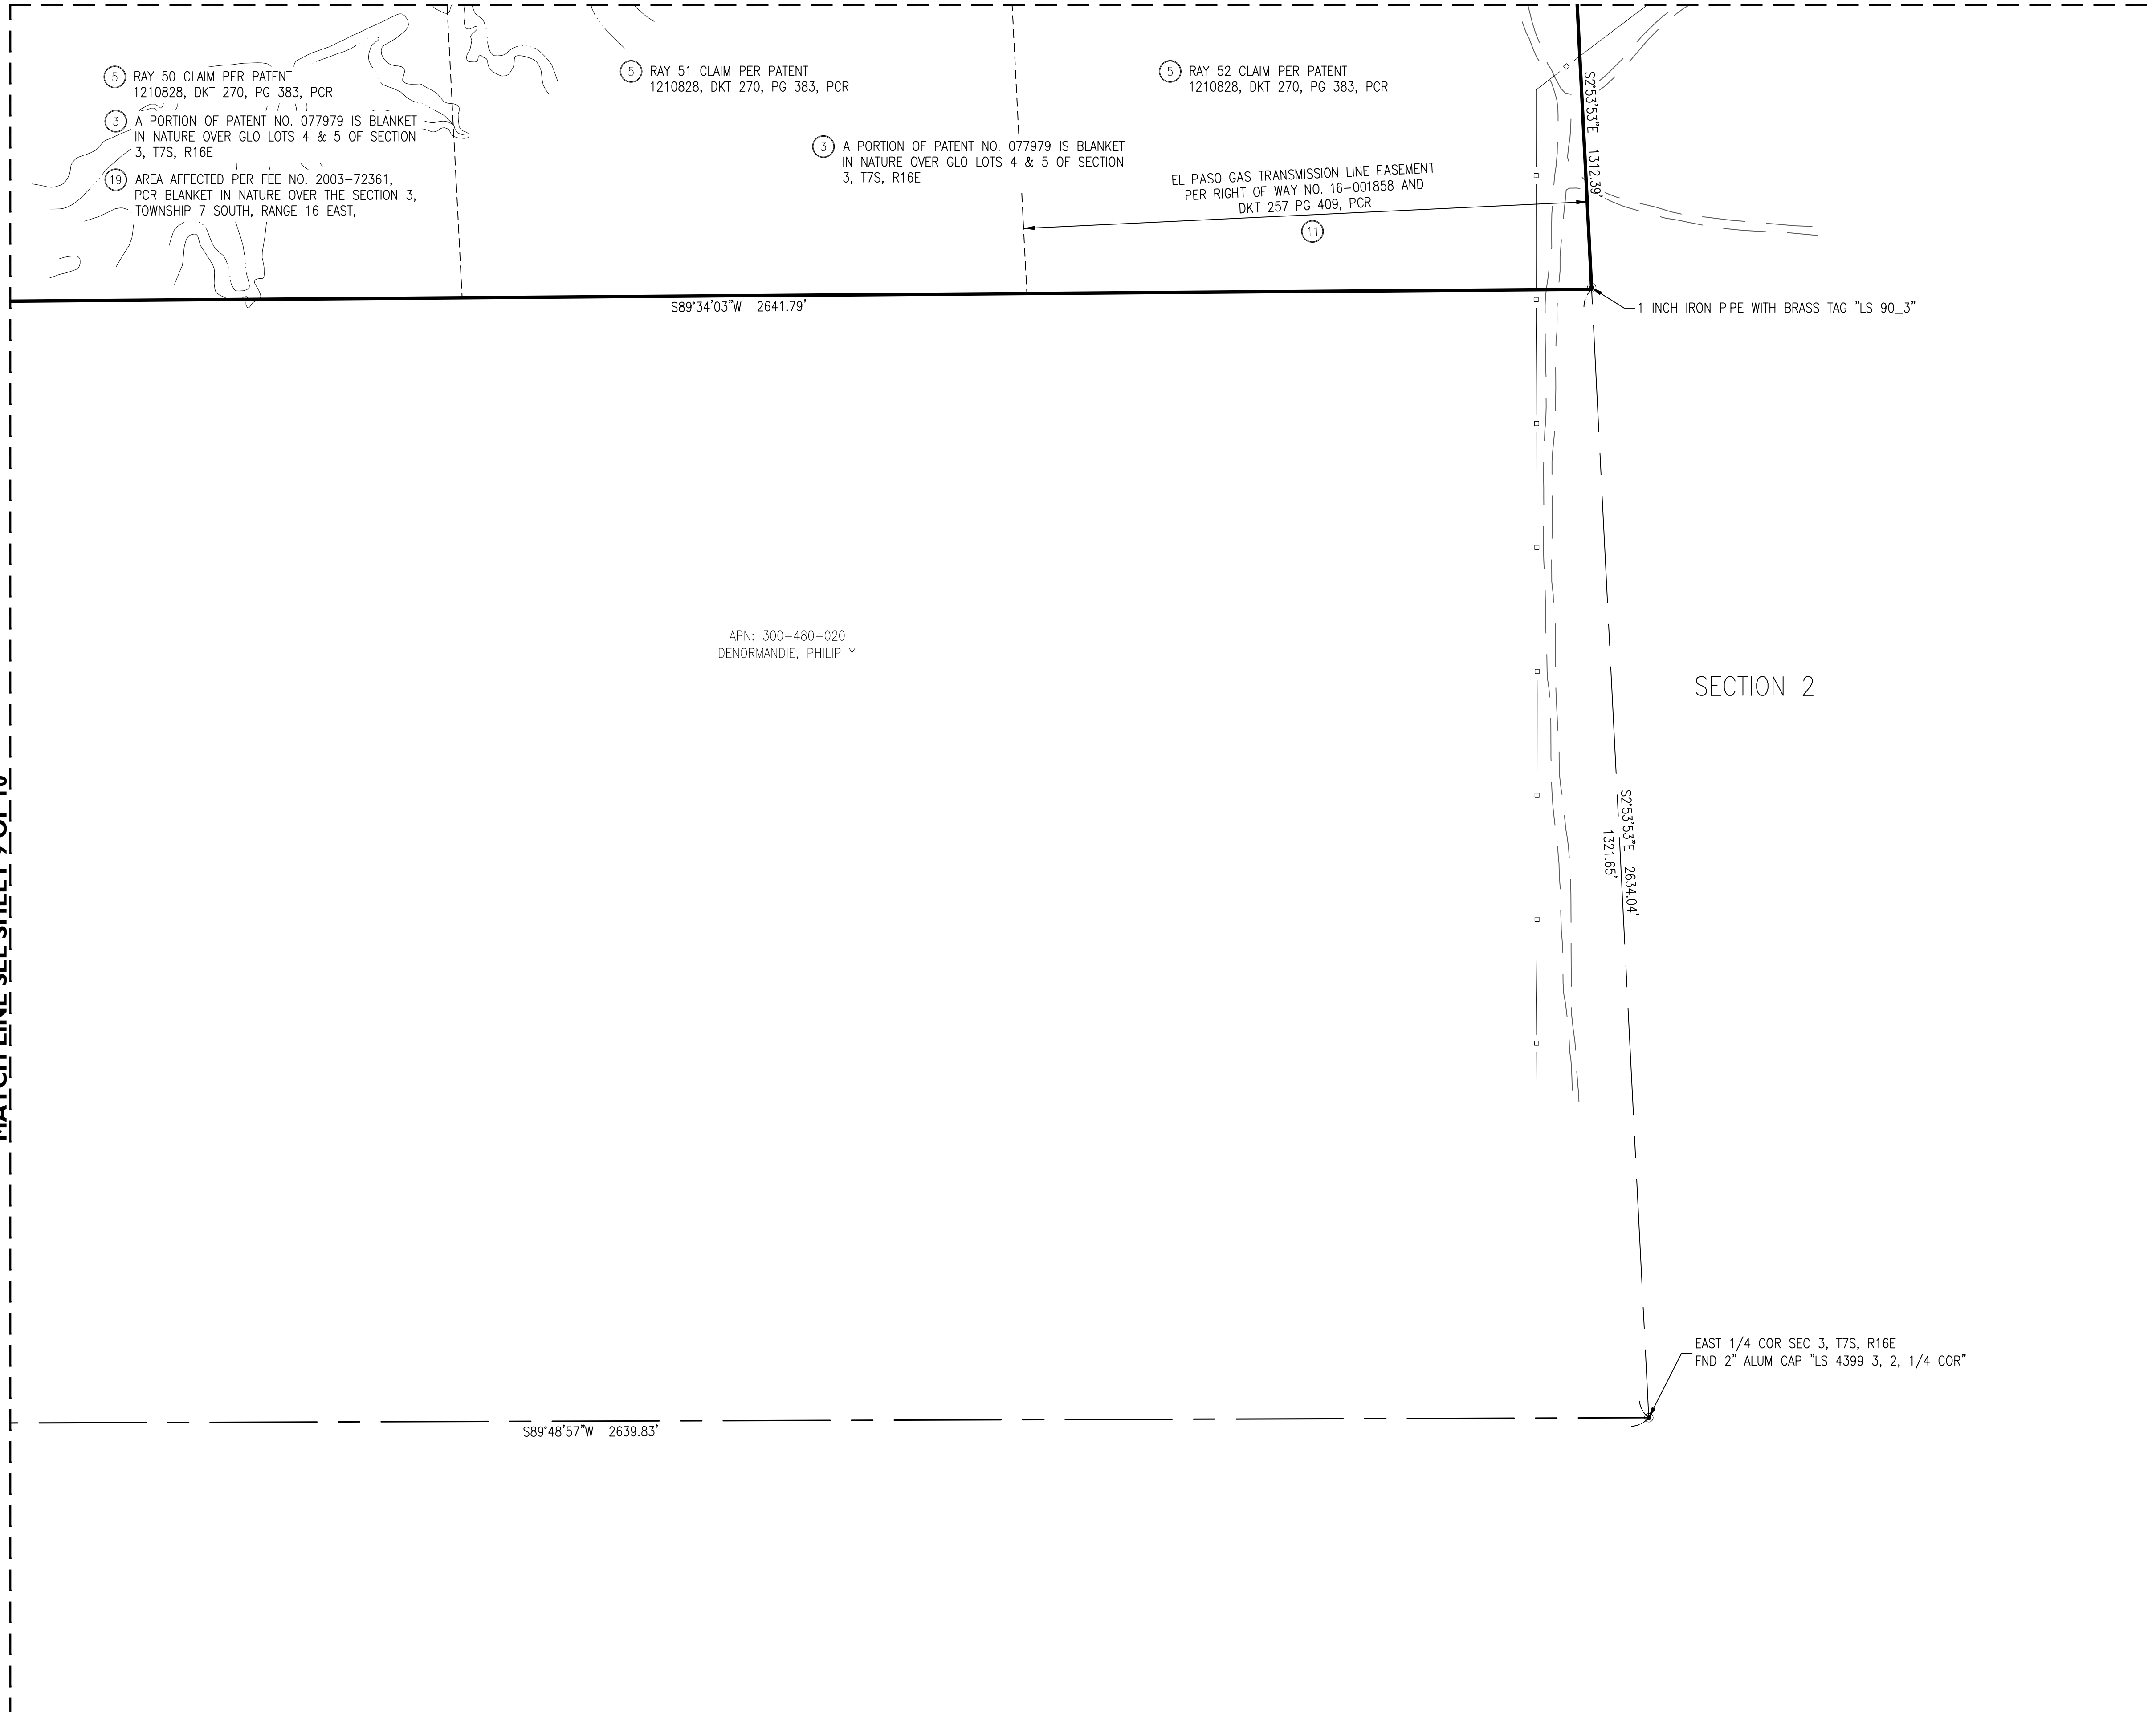 5
RAY 50 CLAIM PER PATENT
1210828, DKT 270, PG 383, PCR
3
A PORTION OF PATENT NO. 077979 IS BLANKET
IN NATURE OVER GLO LOTS 4 & 5 OF SECTION
3, T7S, R16E
19
AREA AFFECTED PER FEE NO. 2003-72361,
PCR BLANKET IN NATURE OVER THE SECTION 3,
TOWNSHIP 7 SOUTH, RANGE 16 EAST,
5
RAY 51 CLAIM PER PATENT
1210828, DKT 270, PG 383, PCR
3
A PORTION OF PATENT NO. 077979 IS BLANKET
IN NATURE OVER GLO LOTS 4 & 5 OF SECTION
3, T7S, R16E
5
RAY 52 CLAIM PER PATENT
1210828, DKT 270, PG 383, PCR
EL PASO GAS TRANSMISSION LINE EASEMENT
PER RIGHT OF WAY NO. 16-001858 AND
DKT 257 PG 409, PCR
11
S2°53'53"E 1312.39'
S89°34'03"W 2641.79'
1 INCH IRON PIPE WITH BRASS TAG "LS 90_3"
APN: 300-480-020
DENORMANDIE, PHILIP Y
SECTION 2
S2°53'53"E 2634.04'
1321.65'
MATCH LINE SEE SHEET
EAST 1/4 COR SEC 3, T7S, R16E
FND 2" ALUM CAP "LS 4399 3, 2, 1/4 COR"
S89°48'57"W 2639.83'